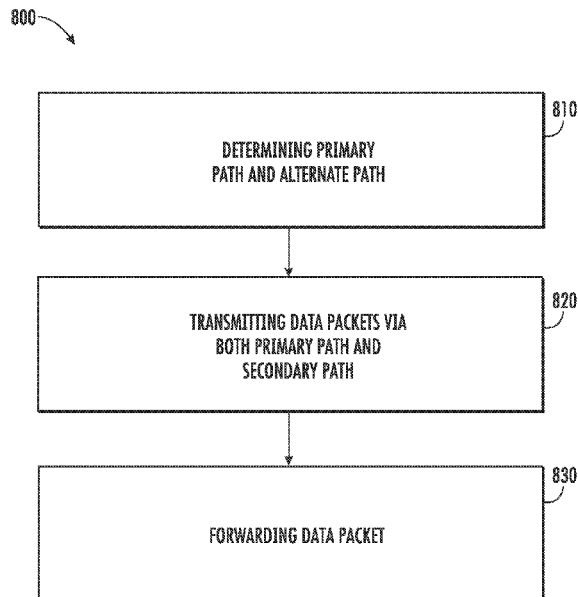 800
810
DETERMINING PRIMARY
PATH AND ALTERNATE PATH
820
TRANSMITTING DATA PACKETS VIA
BOTH PRIMARY PATH AND
SECONDARY PATH
830
FORWARDING DATA PACKET